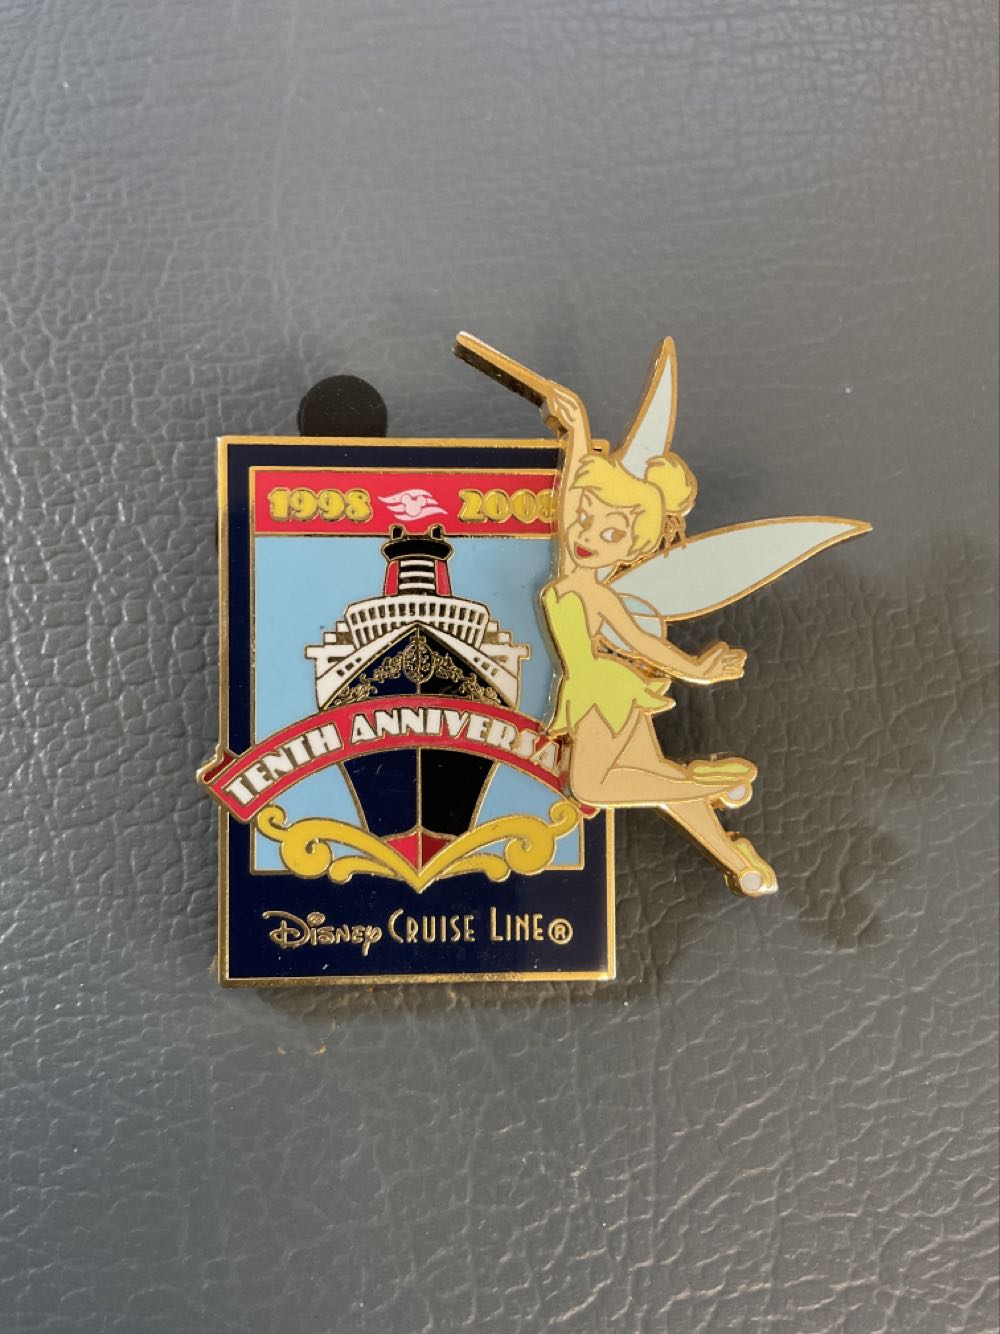 1998 2008
TENTH ANNIVERSA
Disney CRUISE LINE®